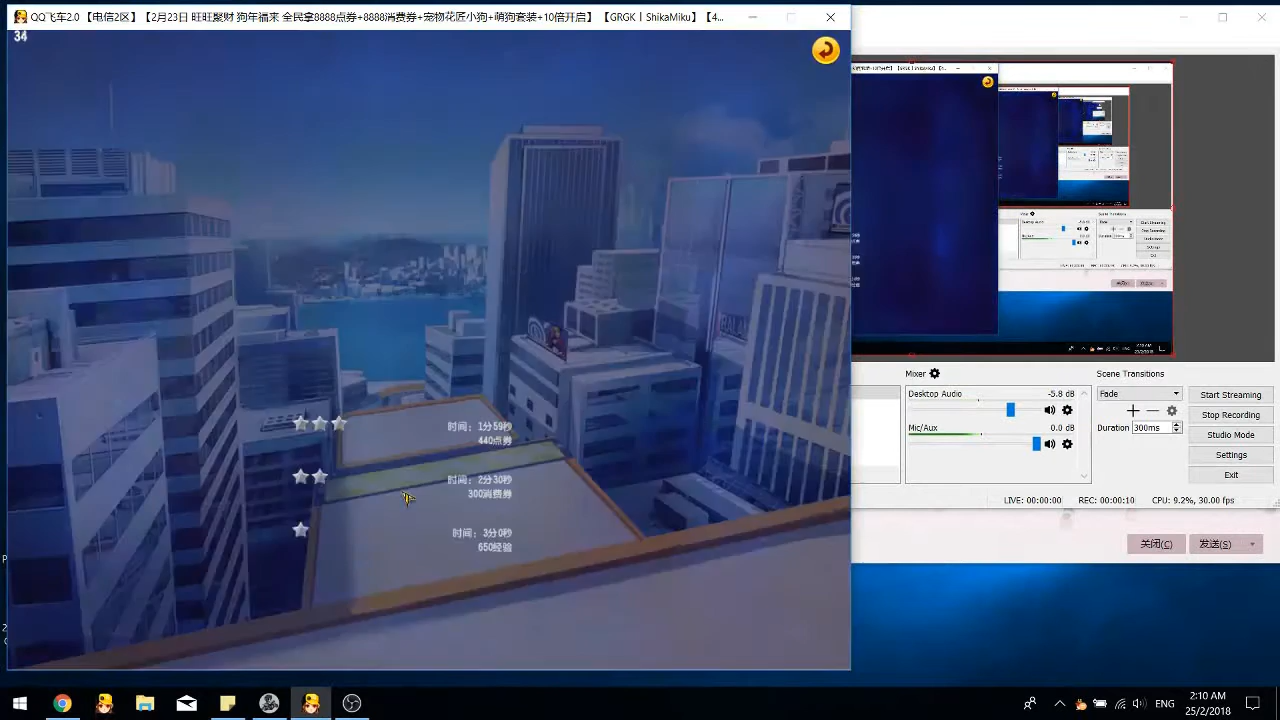 QQ飞车2.0 【电信2区】【2月23日 旺旺聚财 狗年福来 全民拿8888点券+8888消费券+宠物花匠小狗+萌狗套装+10倍开启】 【GRGK丨ShikaMiku】【4...
34
时间：1分59秒
440点券
时间：2分30秒
300消费券
时间：3分0秒
650经验
Mixer
Desktop Audio
-5.8 dB
Mic/Aux
0.0 dB
Scene Transitions
Fade
Duration
300ms
Start Streaming
Stop Recording
Studio Mode
Settings
Exit
LIVE: 00:00:00
REC: 00:00:10
CPU: 9.2%, 30.00 fps
关闭(C)
发送(S)
ENG
2:10 AM
25/2/2018